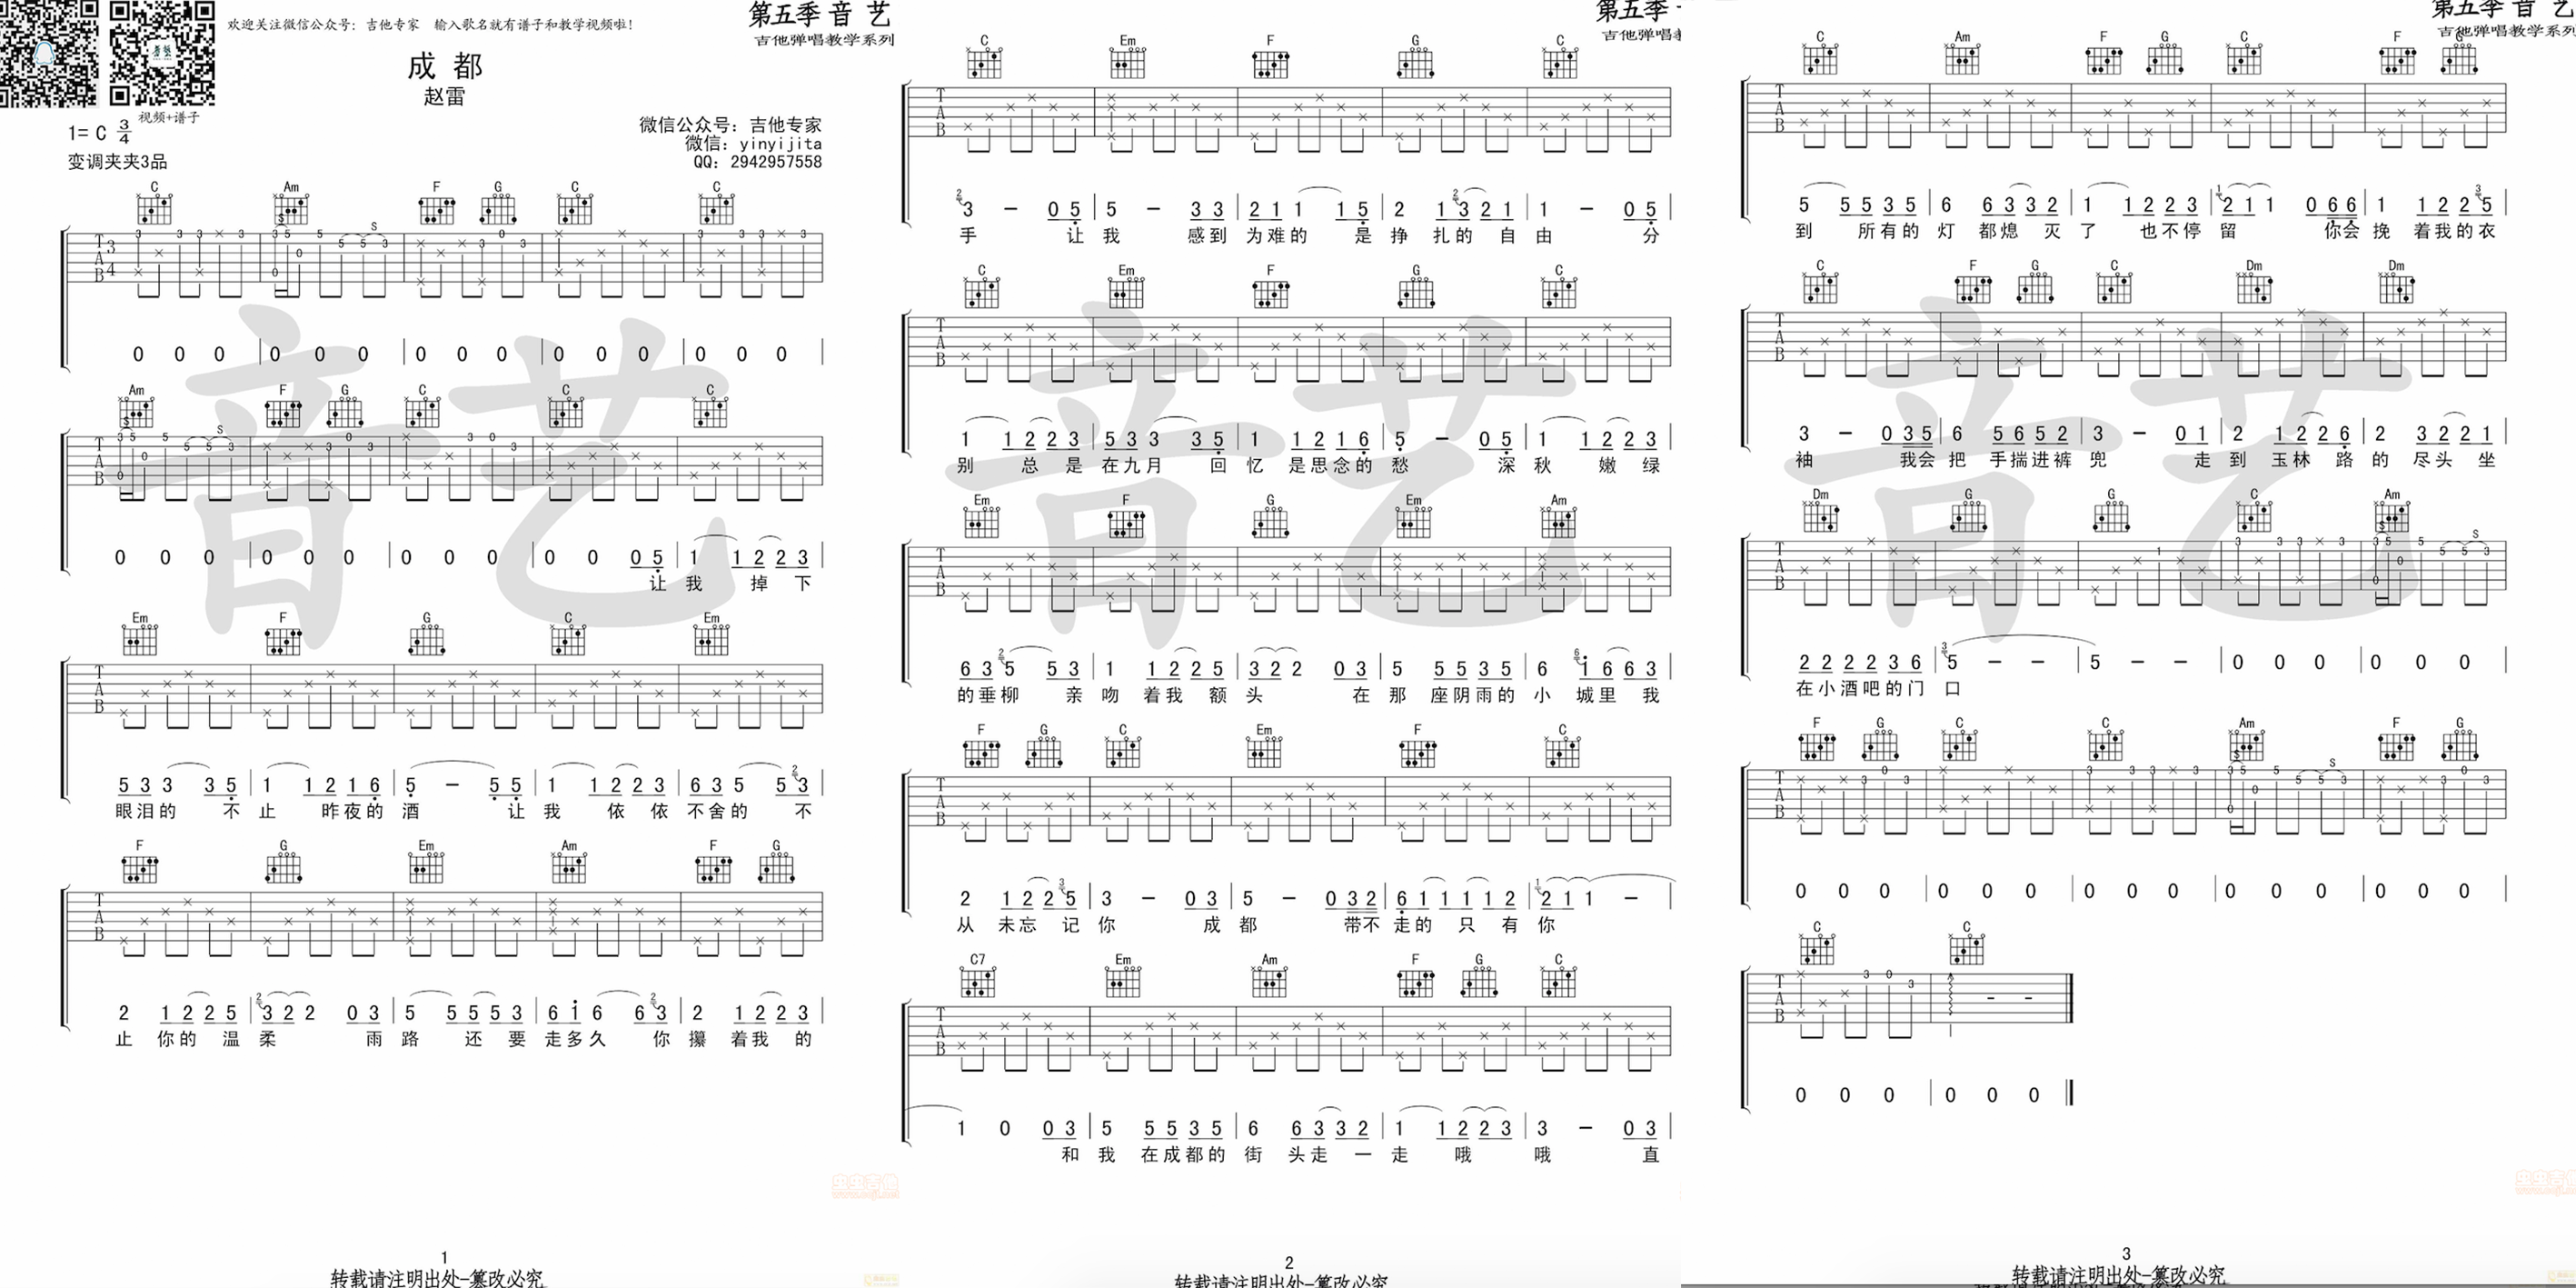 欢迎关注微信公众号：吉他专家 输入歌名就有谱子和教学视频啦！
第五季 音 艺
吉他弹唱教学系列
成 都
赵雷
视频+谱子
1= C 3/4
变调夹夹3品
微信公众号：吉他专家
微信：yinyijita
QQ：2942957558
C Am F G C C
0 0 0 0 0 0 0 0 0 0 0 0 0 0 0
Am F G C C C
0 0 0 0 0 0 0 0 0 0 0 0 5 1 1 2 2 3
让 我 掉 下
Em F G C Em
5 3 3 3 5 1 1 2 1 6 5 － 5 5 1 1 2 2 3 6 3 5 5 3
眼 泪 的 不 止 昨 夜 的 酒 让 我 依 依 不 舍 的 不
F G Em Am F G
2 1 2 2 5 3 2 2 0 3 5 5 5 5 3 6 1 6 6 3 2 1 2 2 3
止 你 的 温 柔 雨 路 还 要 走 多 久 你 攥 着 我 的
1
转载请注明出处-篡改必究
C Em F G C
3 － 0 5 5 － 3 3 2 1 1 1 5 2 1 3 2 1 1 － 0 5
手 让 我 感 到 为 难 的 是 挣 扎 的 自 由 分
C Em F G C
1 1 2 2 3 5 3 3 3 5 1 1 2 1 6 5 － 0 5 1 1 2 2 3
别 总 是 在 九 月 回 忆 是 思 念 的 愁 深 秋 嫩 绿
Em F G Em Am
6 3 5 5 3 1 1 2 2 5 3 2 2 0 3 5 5 5 3 5 6 1 6 6 3
的 垂 柳 亲 吻 着 我 额 头 在 那 座 阴 雨 的 小 城 里 我
F G C Em F C
2 1 2 2 5 3 － 0 3 5 － 0 3 2 6 1 1 1 1 2 2 1 1 －
从 未 忘 记 你 成 都 带 不 走 的 只 有 你
C7 Em Am F G C
1 0 0 3 5 5 5 3 5 6 6 3 3 2 1 1 2 2 3 3 － 0 3
和 我 在 成 都 的 街 头 走 一 走 哦 哦 直
2
转载请注明出处-篡改必究
第五季 音 艺
吉他弹唱教学系列
C Am F G C F G
5 5 5 3 5 6 6 3 3 2 1 1 2 2 3 2 1 1 0 6 6 1 1 2 2 5
到 所 有 的 灯 都 熄 灭 了 也 不 停 留 你 会 挽 着 我 的 衣
C F G C Dm Dm
3 － 0 3 5 6 5 6 5 2 3 － 0 1 2 1 2 2 6 2 3 2 2 1
袖 我 会 把 手 揣 进 裤 兜 走 到 玉 林 路 的 尽 头 坐
Dm G G C Am
2 2 2 2 3 6 5 － － 5 － － 0 0 0 0 0 0
在 小 酒 吧 的 门 口
F G C C Am F G
0 0 0 0 0 0 0 0 0 0 0 0 0 0 0
C C
0 0 0 0 0 0
虫虫吉他
3
转载请注明出处-篡改必究